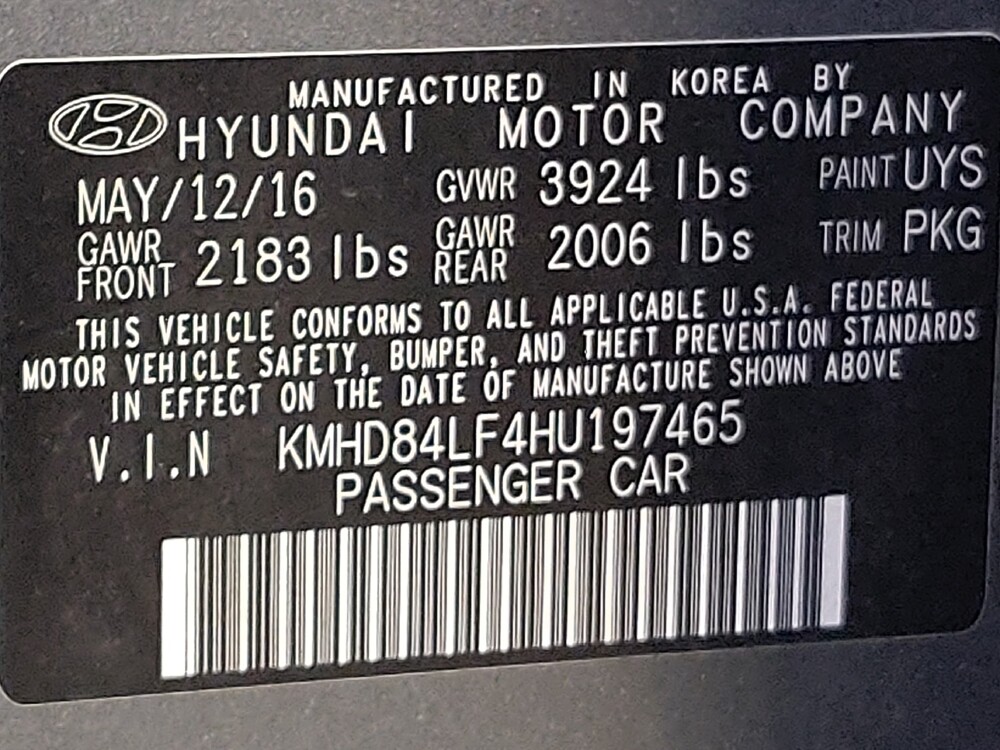 MANUFACTURED IN KOREA BY
HYUNDAI MOTOR COMPANY
MAY/12/16 GVWR 3924 lbs PAINT UYS
GAWR FRONT 2183 lbs GAWR REAR 2006 lbs TRIM PKG
THIS VEHICLE CONFORMS TO ALL APPLICABLE U.S.A. FEDERAL
MOTOR VEHICLE SAFETY, BUMPER, AND THEFT PREVENTION STANDARDS
IN EFFECT ON THE DATE OF MANUFACTURE SHOWN ABOVE
V.I.N KMHD84LF4HU197465
PASSENGER CAR